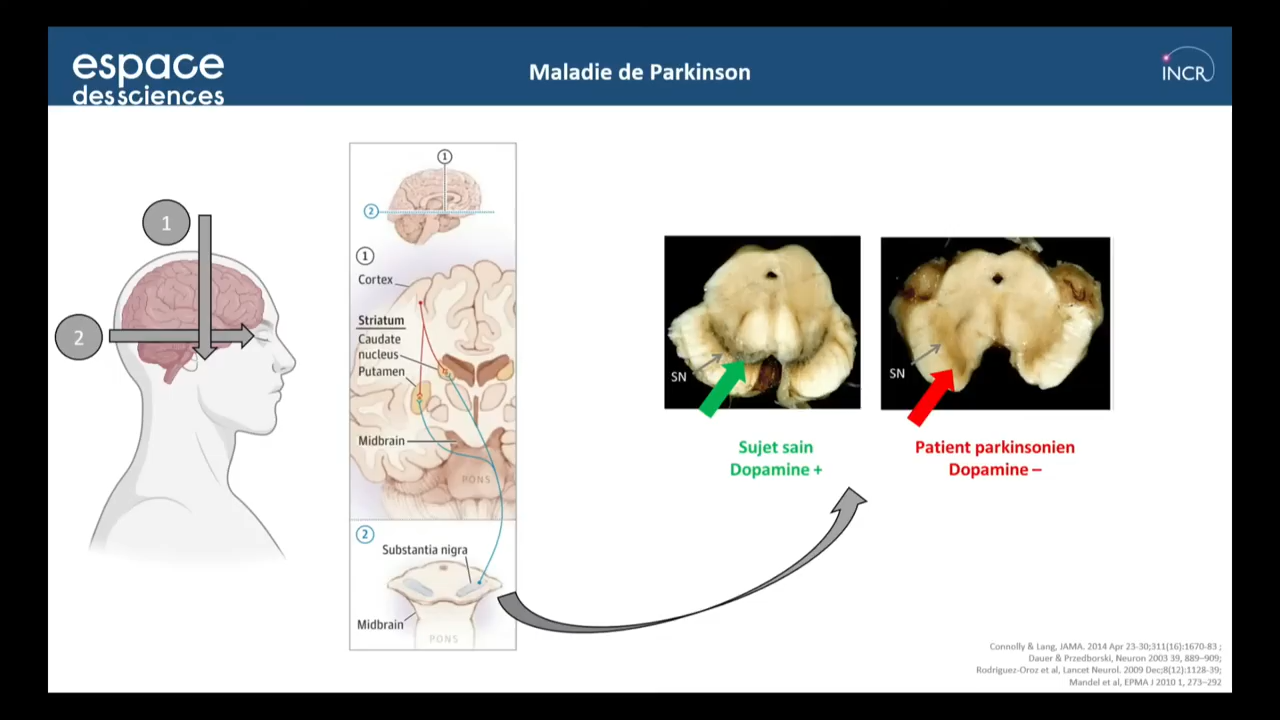 espace
des sciences
Maladie de Parkinson
INCR
1
2
1
2
1
Cortex
Striatum
Caudate
nucleus
Putamen
Midbrain
PONS
2
Substantia nigra
Midbrain
PONS
SN
SN
Sujet sain
Dopamine +
Patient parkinsonien
Dopamine –
Connolly & Lang, JAMA. 2014 Apr 23-30;311(16):1670-83 ;
Dauer & Przedborski, Neuron 2003 39, 889–909;
Rodriguez-Oroz et al, Lancet Neurol. 2009 Dec;8(12):1128-39;
Mandel et al, EPMA J 2010 1, 273–292